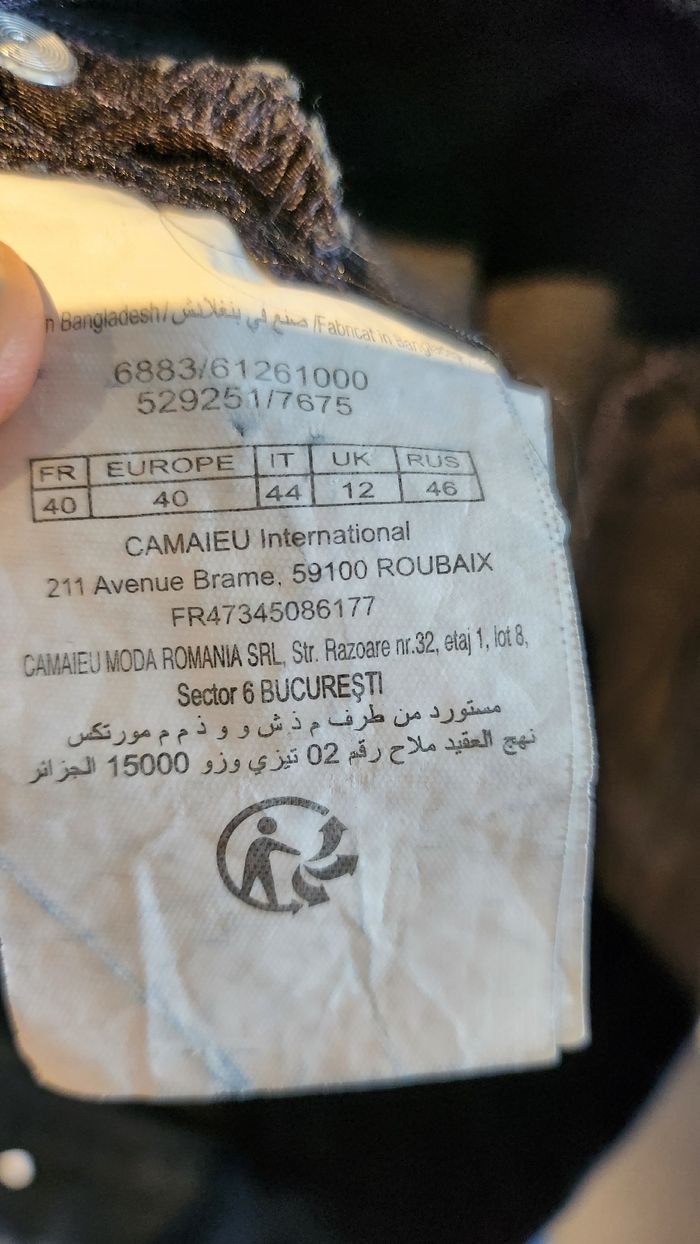 n Bangladesh / صنع في بنغلادش / Fabricat in Bangladesh
6883/61261000
529251/7675
FR EUROPE IT UK RUS
40 40 44 12 46
CAMAIEU International
211 Avenue Brame, 59100 ROUBAIX
FR47345086177
CAMAIEU MODA ROMANIA SRL, Str. Razoare nr.32, etaj 1, lot 8,
Sector 6 BUCUREŞTI
مستورد من طرف م ذ ش و و ذ م م مورتكس
نهج العقيد ملاح رقم 02 تيزي وزو 15000 الجزائر